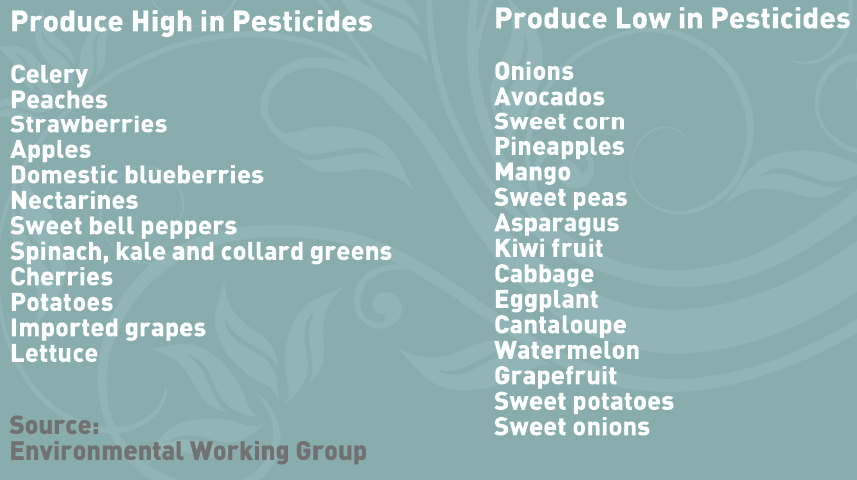 Produce High in Pesticides
Celery
Peaches
Strawberries
Apples
Domestic blueberries
Nectarines
Sweet bell peppers
Spinach, kale and collard greens
Cherries
Potatoes
Imported grapes
Lettuce
Source:
Environmental Working Group
Produce Low in Pesticides
Onions
Avocados
Sweet corn
Pineapples
Mango
Sweet peas
Asparagus
Kiwi fruit
Cabbage
Eggplant
Cantaloupe
Watermelon
Grapefruit
Sweet potatoes
Sweet onions